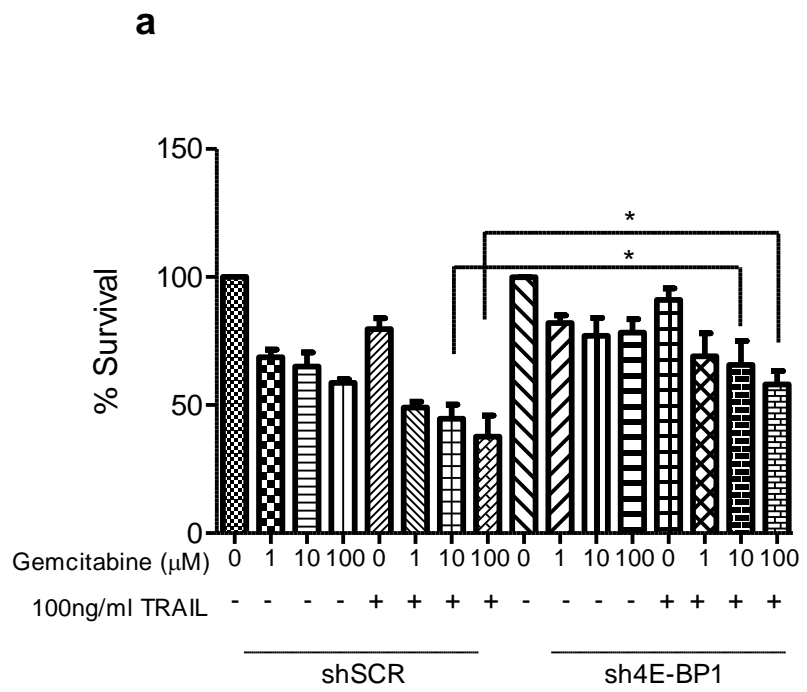 a
150
*
*
100
% Survival
50
0
Gemcitabine (μM) 0 1 10 100 0 1 10 100 0 1 10 100 0 1 10 100
100ng/ml TRAIL - - - - + + + + - - - - + + + +
shSCR sh4E-BP1